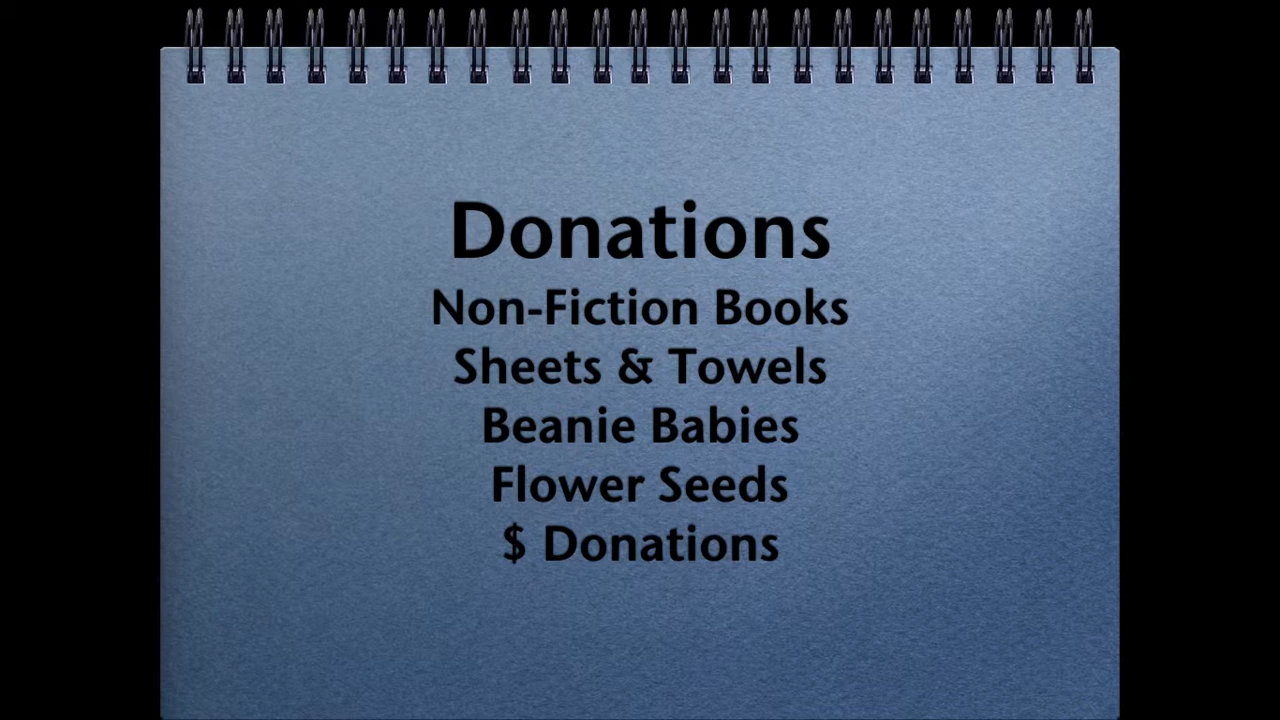 Donations
Non-Fiction Books
Sheets & Towels
Beanie Babies
Flower Seeds
$ Donations